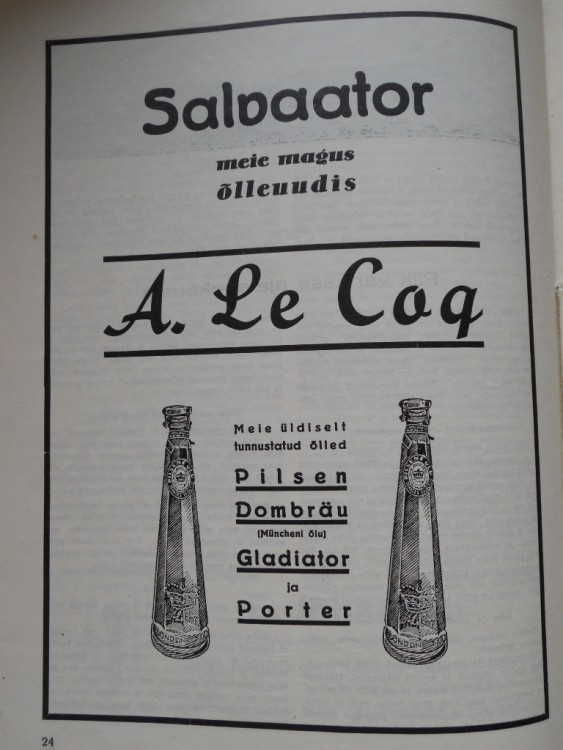 Salvaator
meie magus
õlleuudis
A. Le Coq
Meie üldiselt
tunnustatud õlled
Pilsen
Dombräu
(Müncheni õlu)
Gladiator
ja
Porter
24